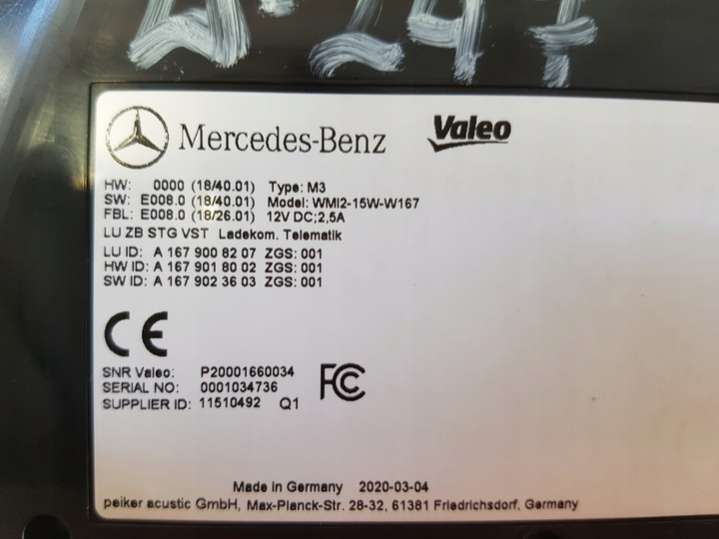 A-247
Mercedes-Benz
Valeo
HW: 0000 (18/40.01) Type: M3
SW: E008.0 (18/40.01) Model: WMI2-15W-W167
FBL: E008.0 (18/26.01) 12V DC;2,5A
LU ZB STG VST Ladekom. Telematik
LU ID: A 167 900 82 07 ZGS: 001
HW ID: A 167 901 80 02 ZGS: 001
SW ID: A 167 902 36 03 ZGS: 001
CE
SNR Valeo: P20001660034
SERIAL NO: 0001034736
SUPPLIER ID: 11510492 Q1
FCC
Made in Germany 2020-03-04
peiker acustic GmbH, Max-Planck-Str. 28-32, 61381 Friedrichsdorf, Germany